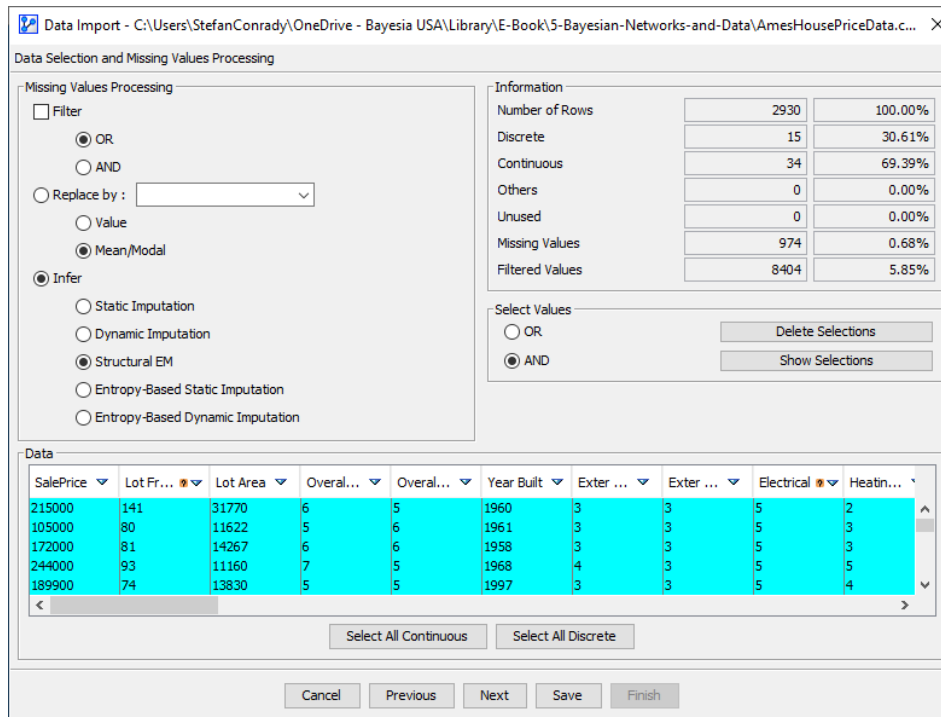 Data Import - C:\Users\StefanConrady\OneDrive - Bayesia USA\Library\E-Book\5-Bayesian-Networks-and-Data\AmesHousePriceData.c...
Data Selection and Missing Values Processing
Missing Values Processing
Filter
OR
AND
Replace by :
Value
Mean/Modal
Infer
Static Imputation
Dynamic Imputation
Structural EM
Entropy-Based Static Imputation
Entropy-Based Dynamic Imputation
Information
Number of Rows 2930 100.00%
Discrete 15 30.61%
Continuous 34 69.39%
Others 0 0.00%
Unused 0 0.00%
Missing Values 974 0.68%
Filtered Values 8404 5.85%
Select Values
OR Delete Selections
AND Show Selections
Data
SalePrice Lot Fr... ? Lot Area Overal... Overal... Year Built Exter ... Exter ... Electrical ? Heatin...
215000 141 31770 6 5 1960 3 3 5 2
105000 80 11622 5 6 1961 3 3 5 3
172000 81 14267 6 6 1958 3 3 5 3
244000 93 11160 7 5 1968 4 3 5 5
189900 74 13830 5 5 1997 3 3 5 4
Select All Continuous Select All Discrete
Cancel Previous Next Save Finish